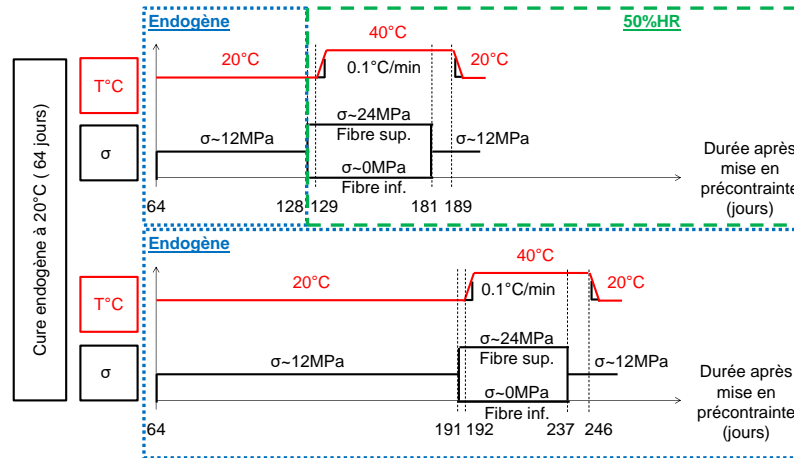 Cure endogène à 20°C ( 64 jours)
Endogène
50%HR
T°C
20°C
40°C
0.1°C/min
20°C
σ
σ~12MPa
σ~24MPa
Fibre sup.
σ~0MPa
Fibre inf.
σ~12MPa
Durée après
mise en
précontrainte
(jours)
64
128
129
181
189
Endogène
T°C
20°C
40°C
0.1°C/min
20°C
σ
σ~12MPa
σ~24MPa
Fibre sup.
σ~0MPa
Fibre inf.
σ~12MPa
Durée après
mise en
précontrainte
(jours)
64
191
192
237
246